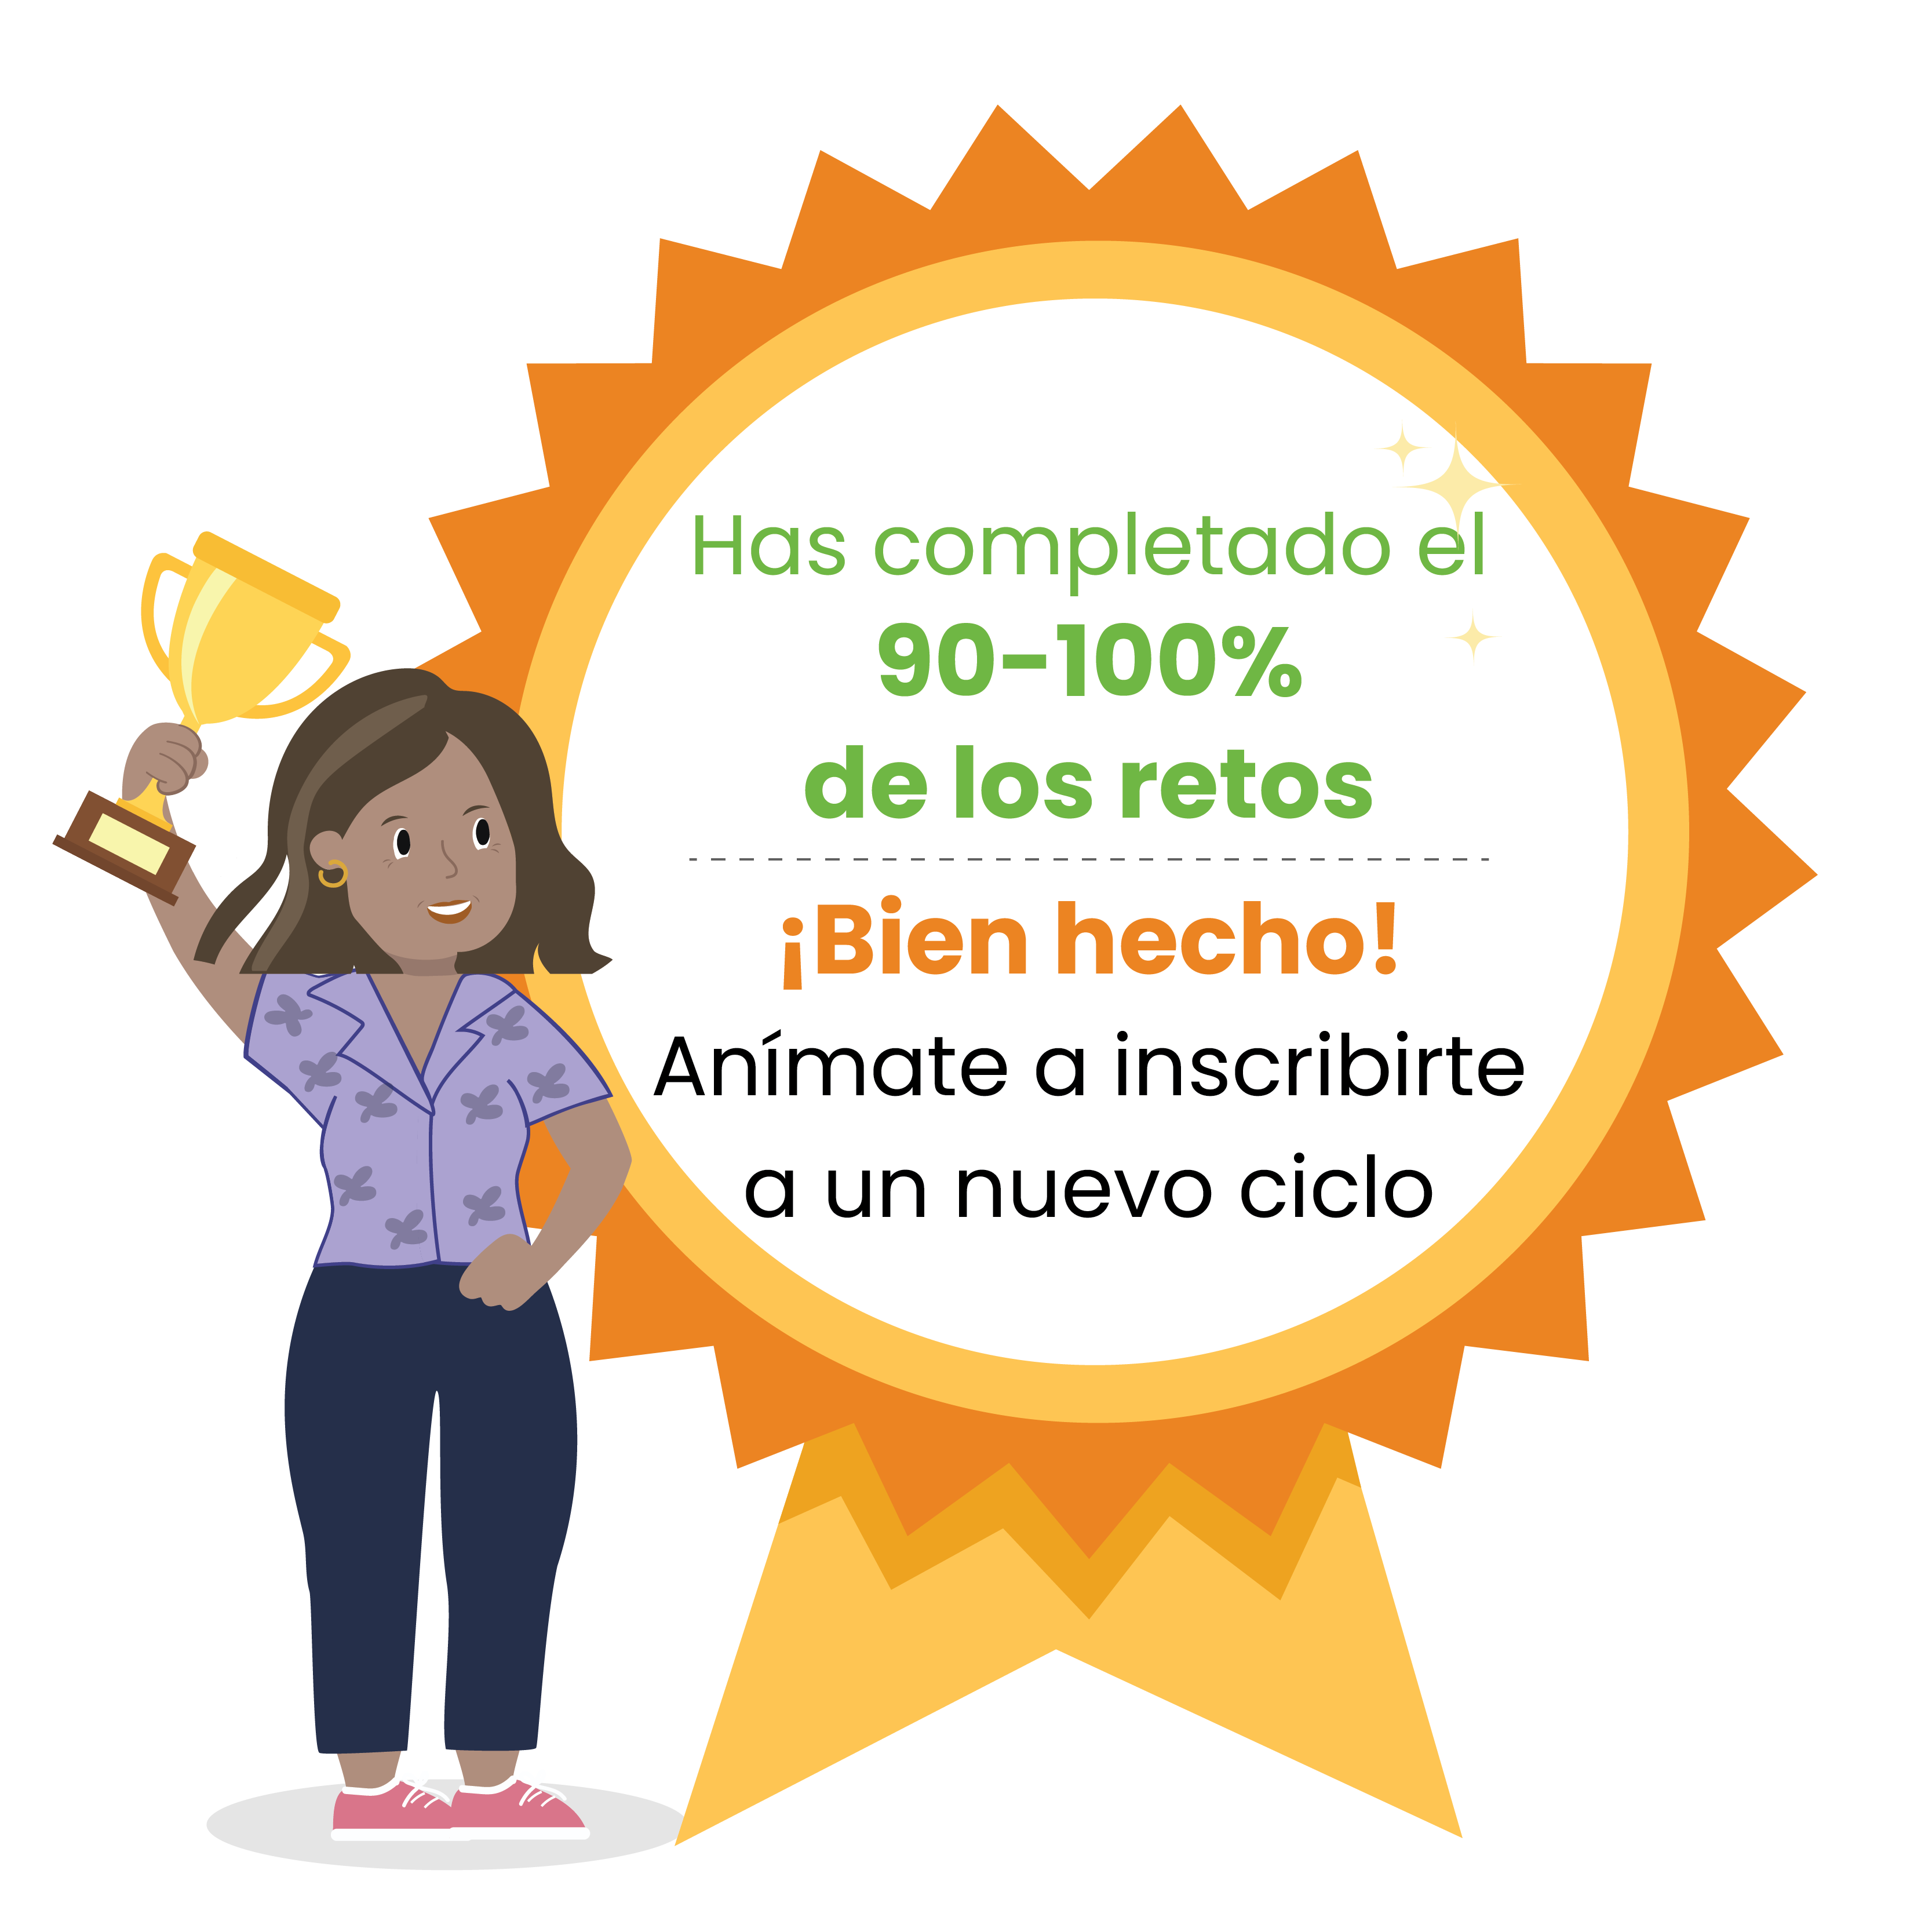 Has completado el
90-100%
de los retos
¡Bien hecho!
Anímate a inscribirte
a un nuevo ciclo